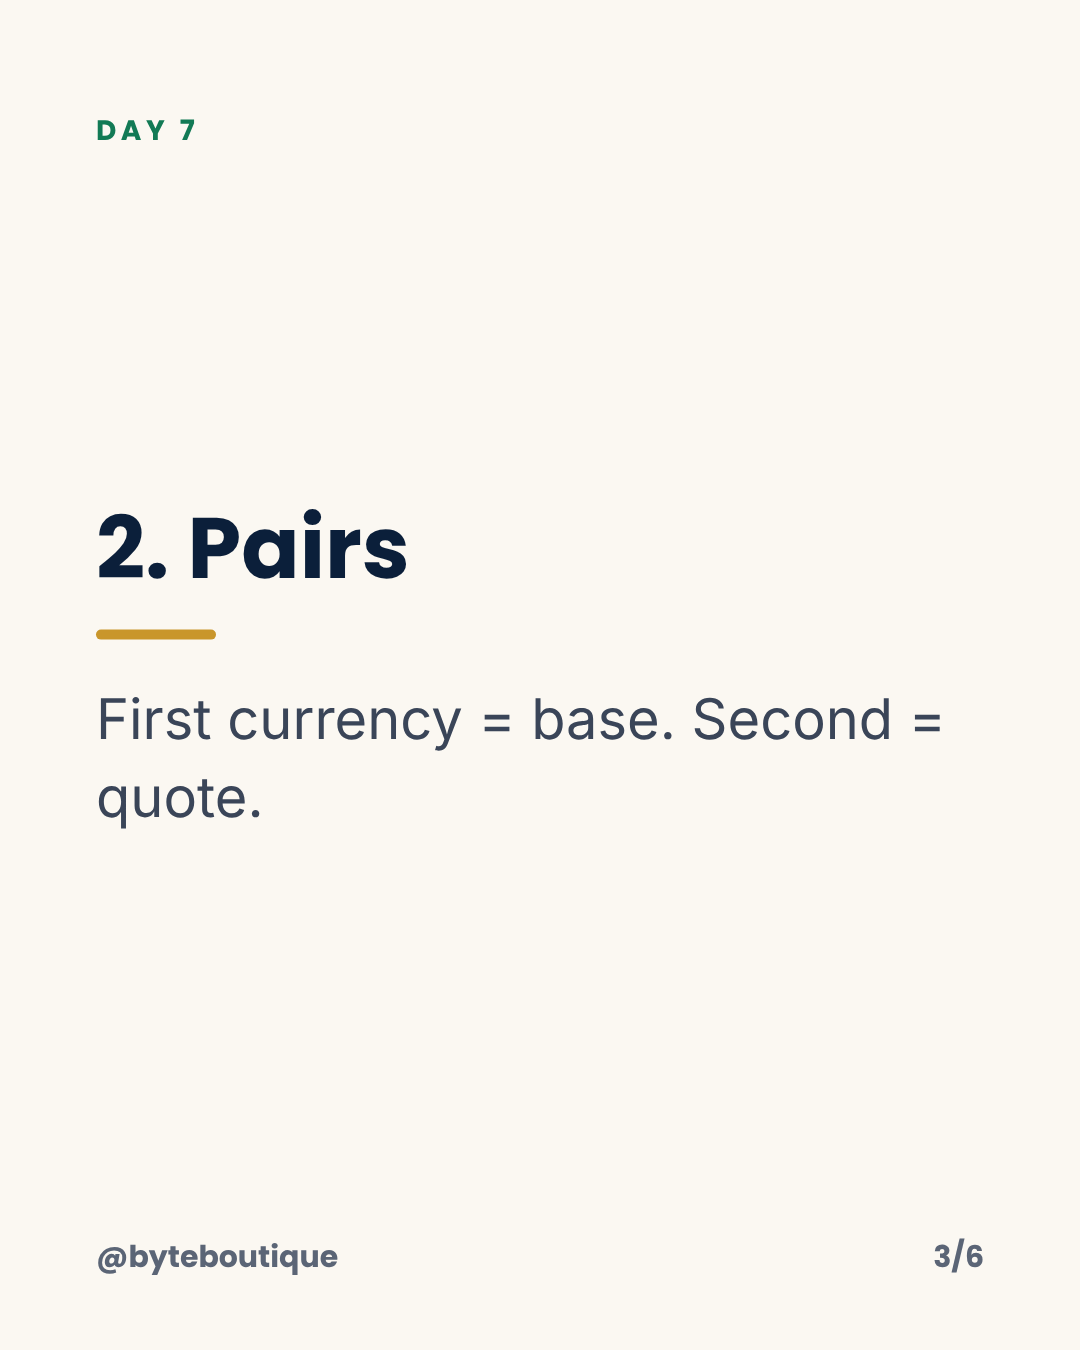 DAY 7
2. Pairs
First currency = base. Second =
quote.
@byteboutique
3/6